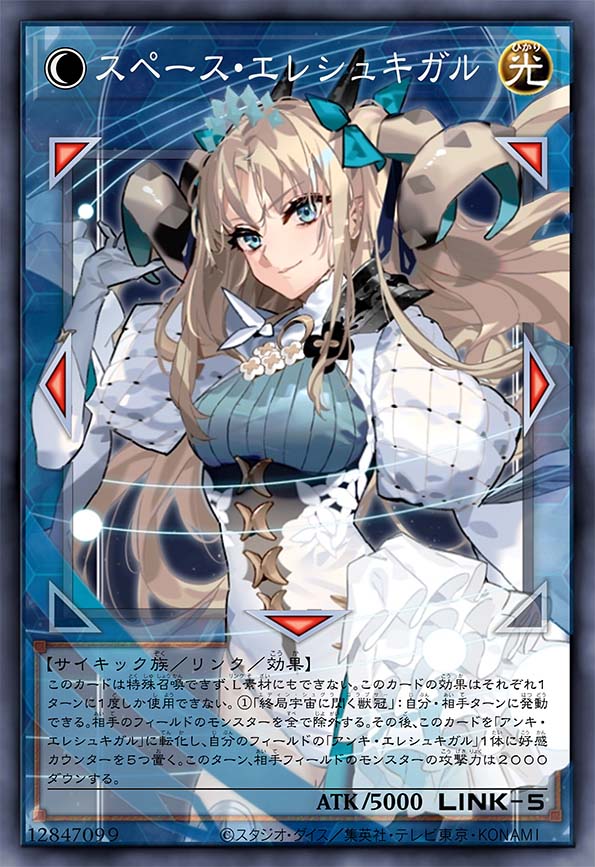 スペース・エレシュキガル 光
【サイキック族/リンク/効果】
このカードは特殊召喚できず、L素材にもできない。このカードの効果はそれぞれ1
ターンに1度しか使用できない。①「終局宇宙に閃く獣冠」:自分・相手ターンに発動
できる。相手のフィールドのモンスターを全て除外する。その後、このカードを「アンキ・
エレシュキガル」に転化し、自分のフィールドの「アンキ・エレシュキガル」1体に好感
カウンターを5つ置く。このターン、相手フィールドのモンスターの攻撃力は2000
ダウンする。
ATK/5000 LINK-5
12847099 ©スタジオ・ダイス/集英社・テレビ東京・KONAMI